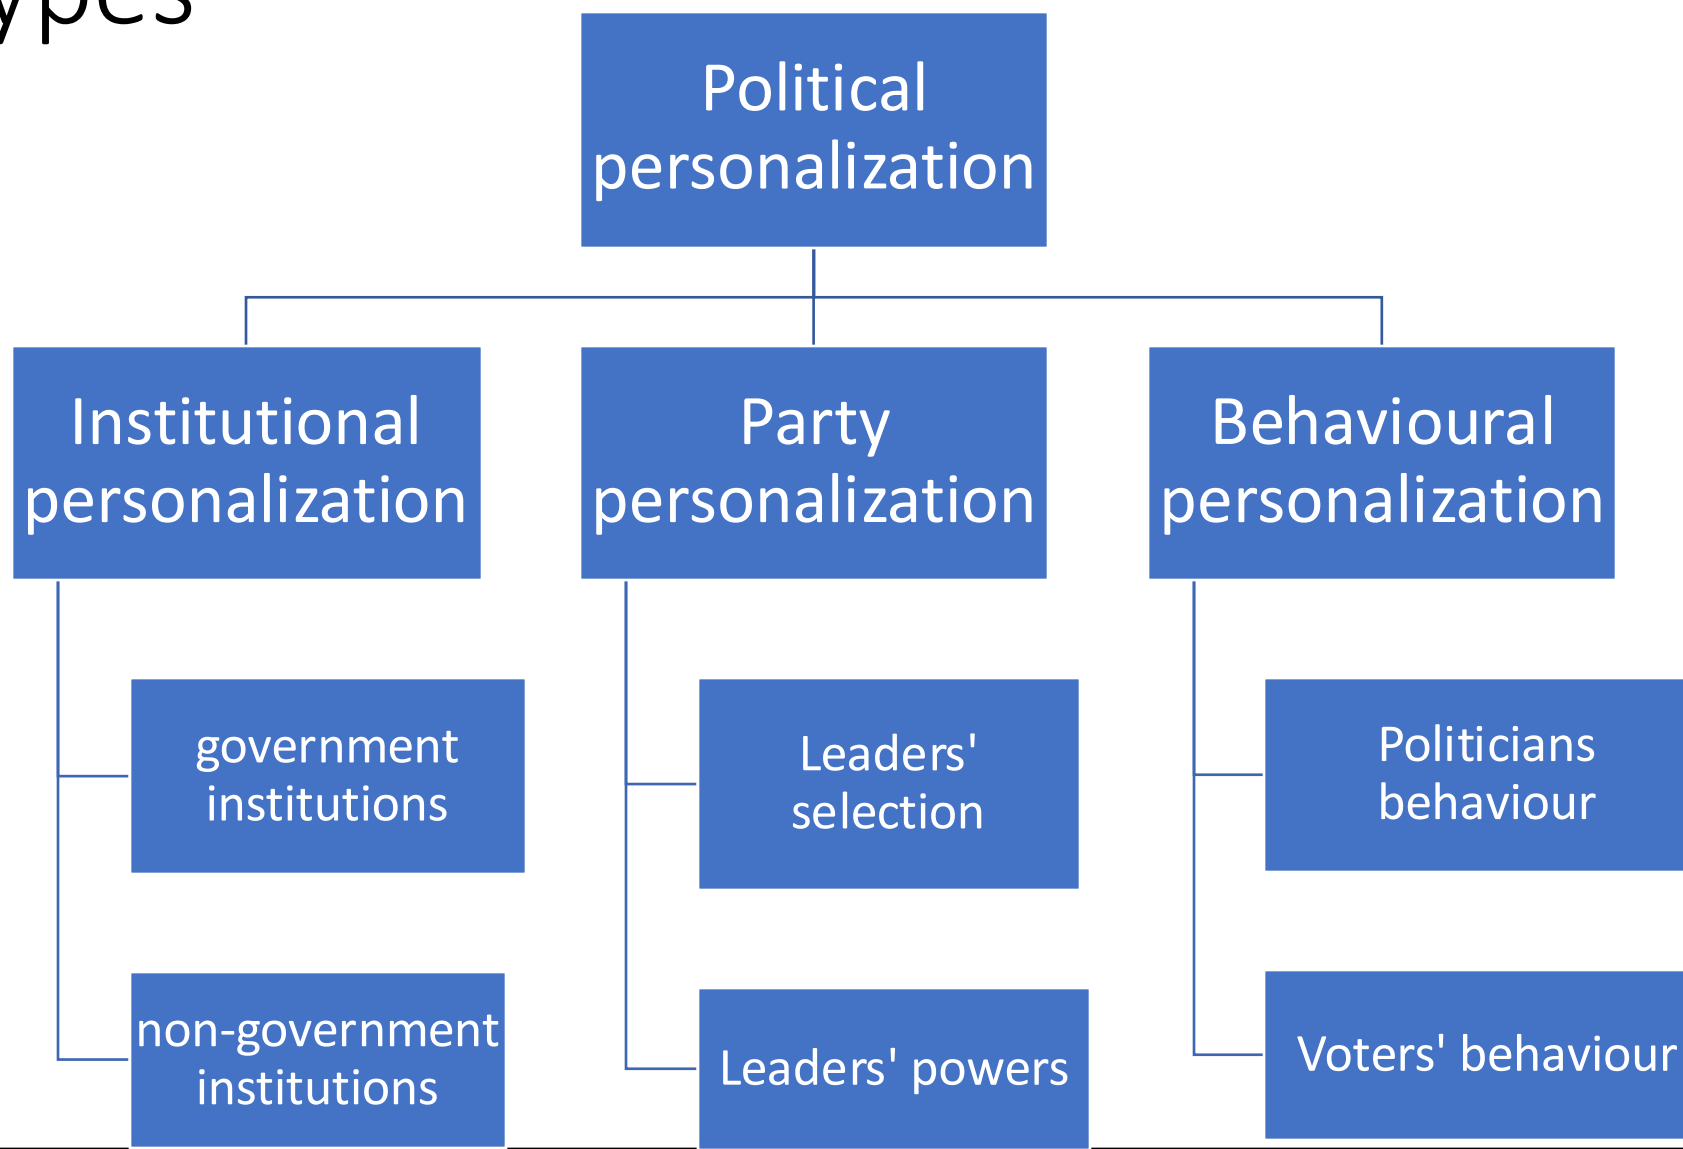 ypes
Political
personalization
Institutional
personalization
Party
personalization
Behavioural
personalization
government
institutions
Leaders'
selection
Politicians
behaviour
non-government
institutions
Leaders' powers
Voters' behaviour